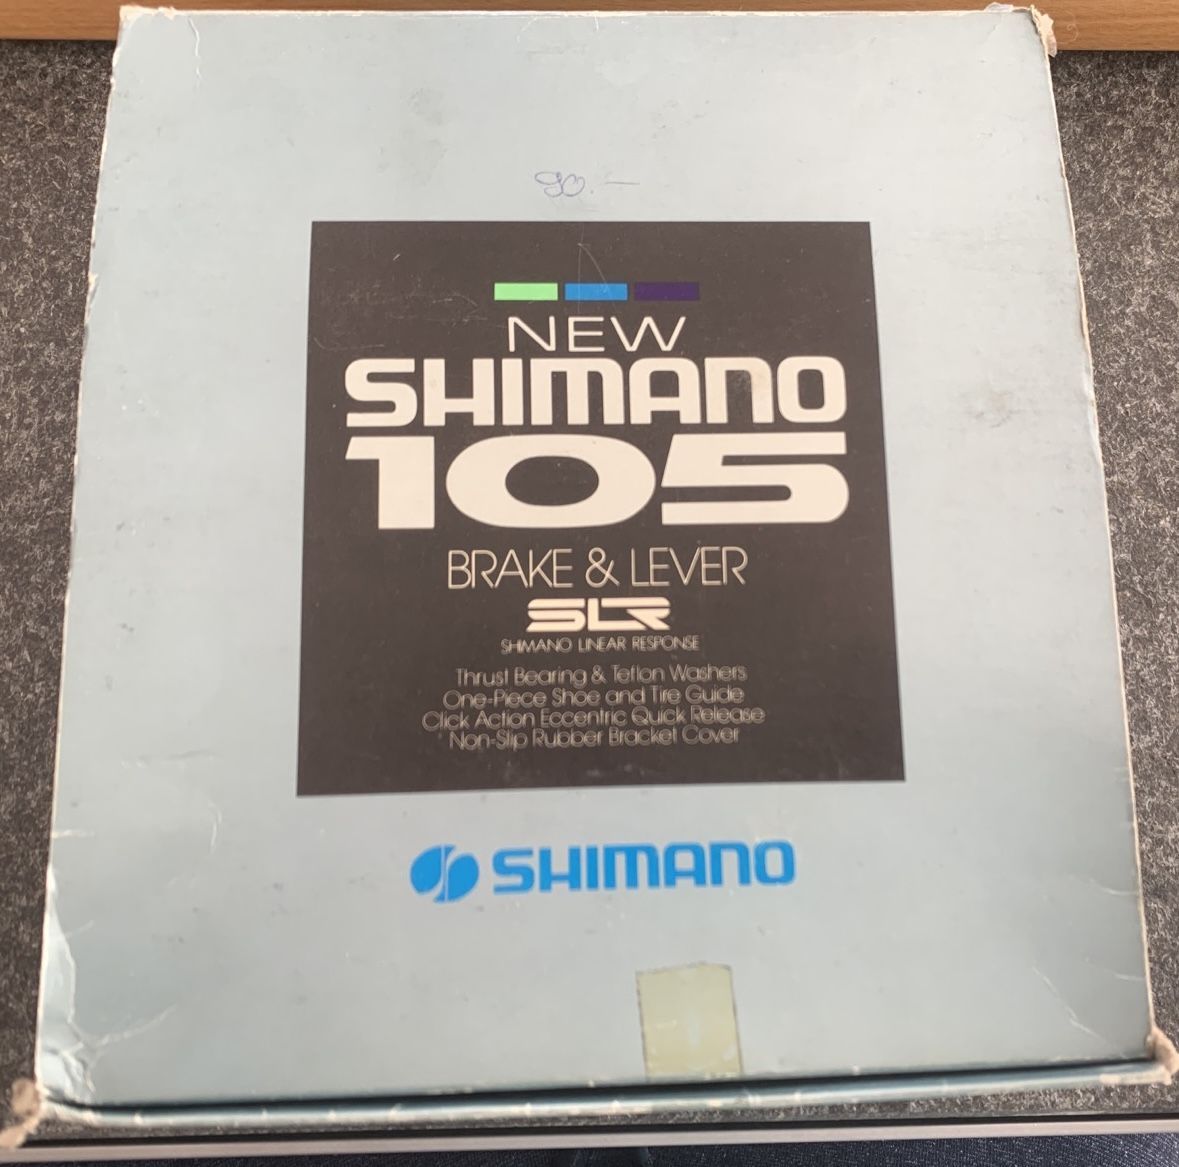 90.—
NEW
SHIMANO
105
BRAKE & LEVER
SLR
SHIMANO LINEAR RESPONSE
Thrust Bearing & Teflon Washers
One-Piece Shoe and Tire Guide
Click Action Eccentric Quick Release
Non-Slip Rubber Bracket Cover
SHIMANO